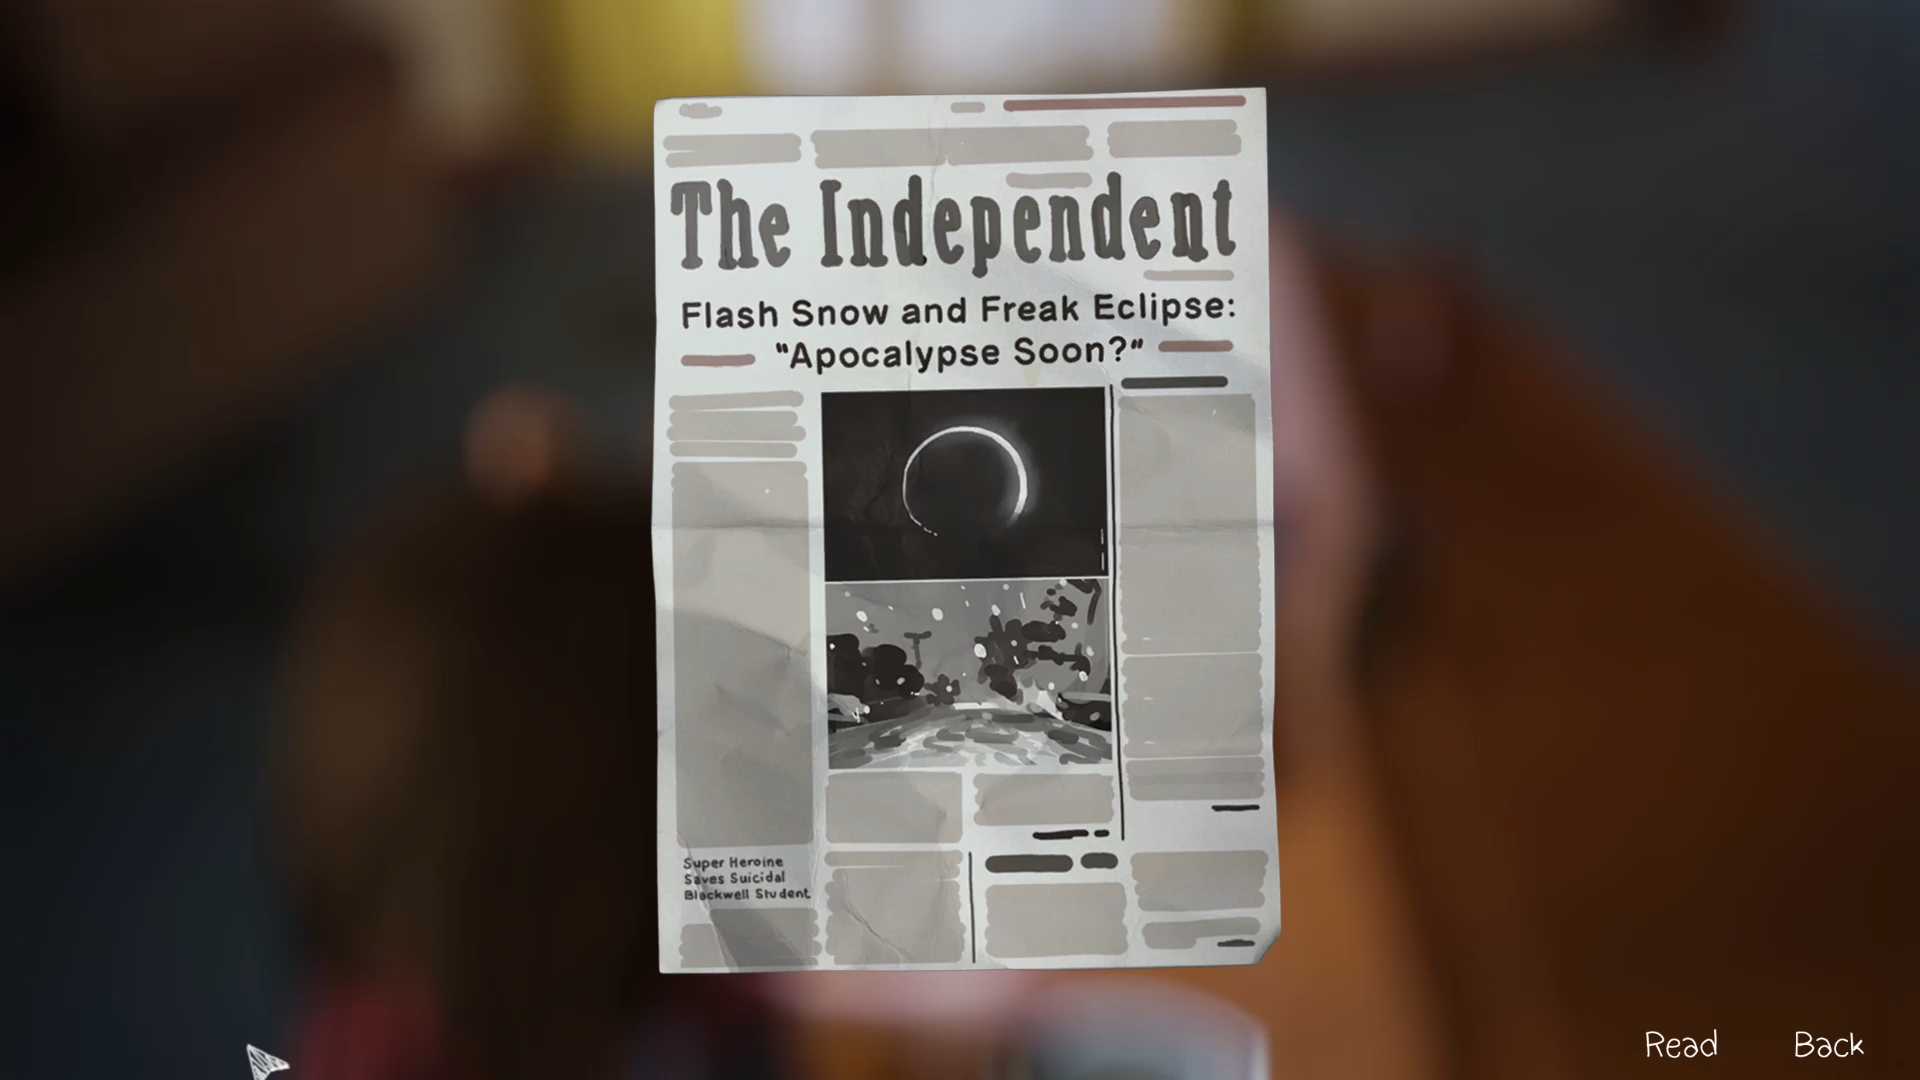 The Independent
Flash Snow and Freak Eclipse:
"Apocalypse Soon?"
Super Heroine
Saves Suicidal
Blackwell Student
Read
Back